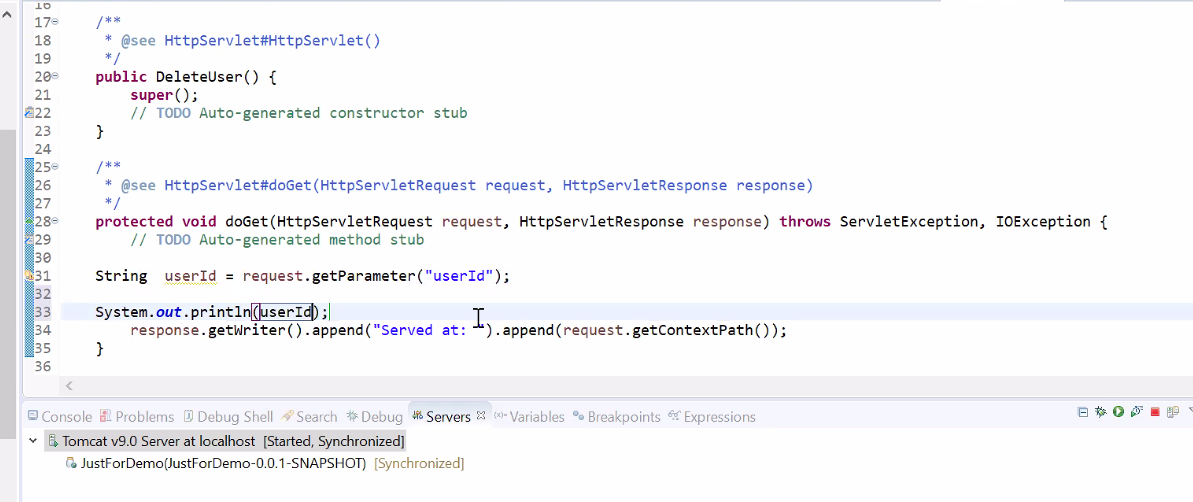 16
17 /**
18 * @see HttpServlet#HttpServlet()
19 */
20 public DeleteUser() {
21 super();
22 // TODO Auto-generated constructor stub
23 }
24
25 /**
26 * @see HttpServlet#doGet(HttpServletRequest request, HttpServletResponse response)
27 */
28 protected void doGet(HttpServletRequest request, HttpServletResponse response) throws ServletException, IOException {
29 // TODO Auto-generated method stub
30
31 String userId = request.getParameter("userId");
32
33 System.out.println(userId);
34 response.getWriter().append("Served at: ").append(request.getContextPath());
35 }
36
Console Problems Debug Shell Search Debug Servers Variables Breakpoints Expressions
Tomcat v9.0 Server at localhost [Started, Synchronized]
JustForDemo(JustForDemo-0.0.1-SNAPSHOT) [Synchronized]